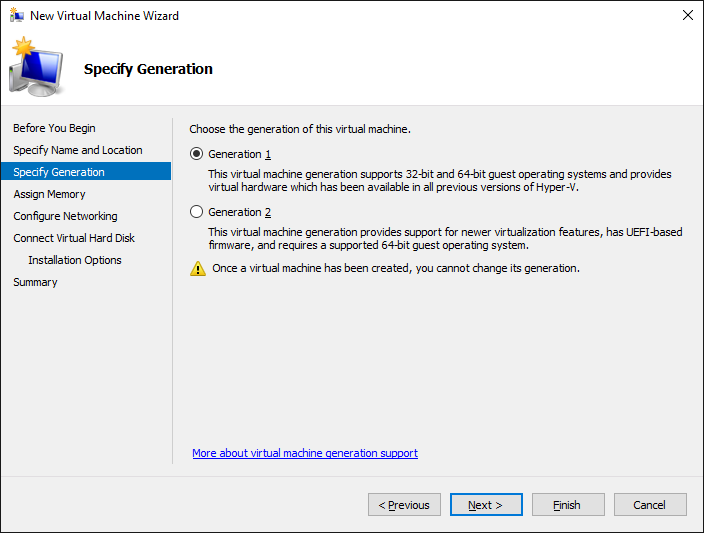 New Virtual Machine Wizard
Specify Generation
Before You Begin
Specify Name and Location
Specify Generation
Assign Memory
Configure Networking
Connect Virtual Hard Disk
Installation Options
Summary
Choose the generation of this virtual machine.
Generation 1
This virtual machine generation supports 32-bit and 64-bit guest operating systems and provides
virtual hardware which has been available in all previous versions of Hyper-V.
Generation 2
This virtual machine generation provides support for newer virtualization features, has UEFI-based
firmware, and requires a supported 64-bit guest operating system.
Once a virtual machine has been created, you cannot change its generation.
More about virtual machine generation support
< Previous
Next >
Finish
Cancel